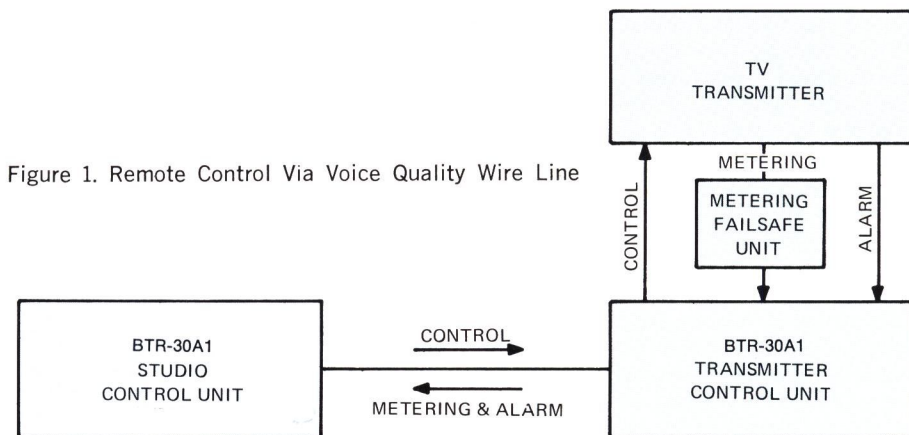 TV
TRANSMITTER
Figure 1. Remote Control Via Voice Quality Wire Line
METERING
CONTROL
METERING
FAILSAFE
UNIT
ALARM
BTR-30A1
STUDIO
CONTROL UNIT
CONTROL
METERING & ALARM
BTR-30A1
TRANSMITTER
CONTROL UNIT